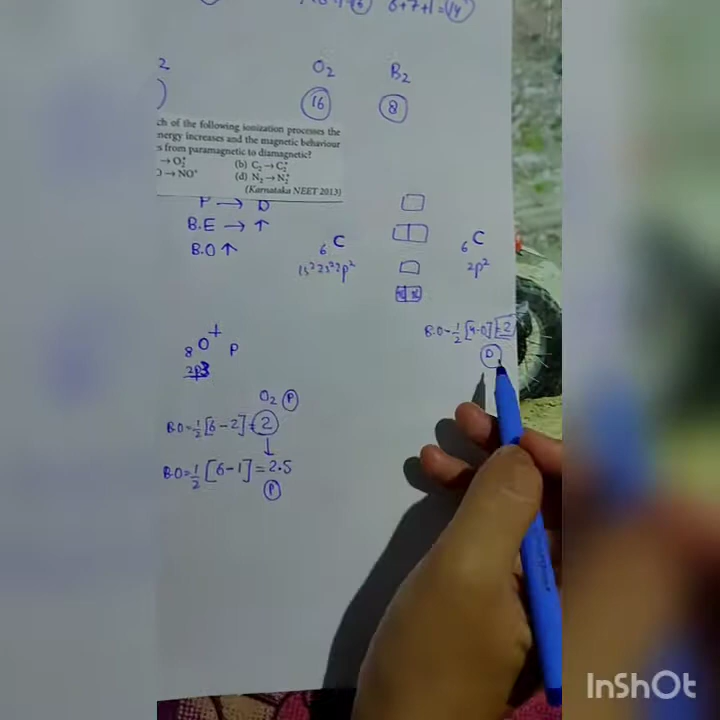 6+7+1=14
2
O2
B2
16
8
ch of the following ionization processes the
nergy increases and the magnetic behaviour
s from paramagnetic to diamagnetic?
(b) C2 → C2+
→ NO+
(d) N2 → N2+
(Karnataka NEET 2013)
P → D
B.E → ↑
B.O ↑
6C
1s² 2s² 2p²
6C
2p²
B.O = 1/2 [4-0] = 2
D
8O+
P
2p3
O2 P
B.O = 1/2 [6-2] = 2
↓
B.O = 1/2 [6-1] = 2.5
P
InShOt